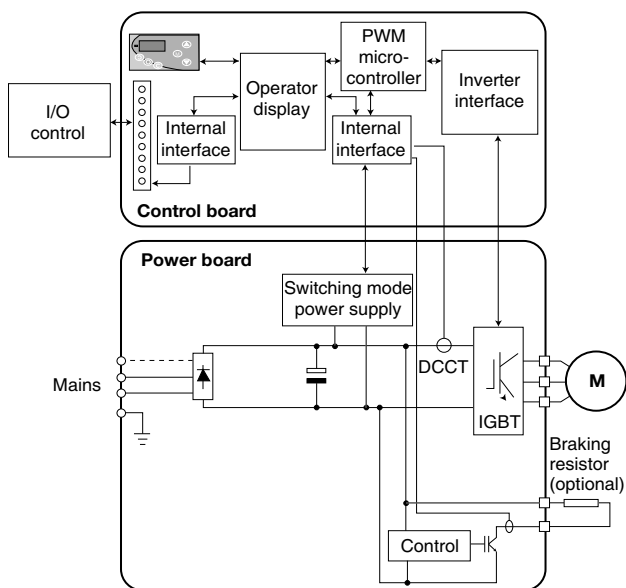 PWM
micro-
controller
Operator
display
Inverter
interface
I/O
control
Internal
interface
Internal
interface
Control board
Power board
Switching mode
power supply
DCCT
Mains
M
IGBT
Braking
resistor
(optional)
Control